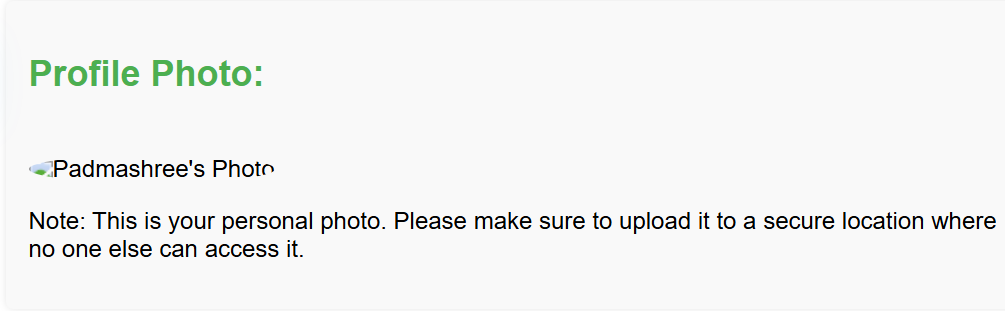 Profile Photo:
Padmashree's Photo
Note: This is your personal photo. Please make sure to upload it to a secure location where
no one else can access it.